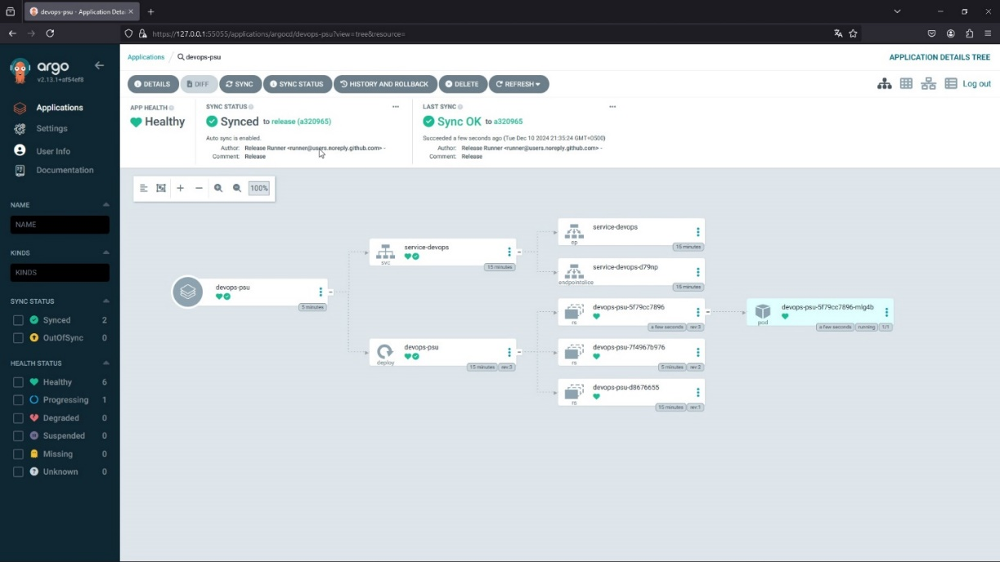 devops-psu - Application Deta
https://127.0.0.1:55055/applications/argocd/devops-psu?view=tree&resource=
argo
v2.13.1+af54ef8
Applications
Settings
User Info
Documentation
NAME
NAME
KINDS
KINDS
SYNC STATUS
Synced 2
OutOfSync 0
HEALTH STATUS
Healthy 6
Progressing 1
Degraded 0
Suspended 0
Missing 0
Unknown 0
Applications / devops-psu
APPLICATION DETAILS TREE
DETAILS DIFF SYNC SYNC STATUS HISTORY AND ROLLBACK DELETE REFRESH
Log out
APP HEALTH
Healthy
SYNC STATUS
Synced to release (a320965)
Auto sync is enabled.
Author: Release Runner <runner@users.noreply.github.com> -
Comment: Release
LAST SYNC
Sync OK to a320965
Succeeded a few seconds ago (Tue Dec 10 2024 21:35:24 GMT+0500)
Author: Release Runner <runner@users.noreply.github.com> -
Comment: Release
100%
devops-psu
5 minutes
service-devops
svc
15 minutes
devops-psu
deploy
15 minutes rev:3
service-devops
ep
15 minutes
service-devops-d79np
endpointslice
15 minutes
devops-psu-5f79cc7896
rs
a few seconds rev:3
devops-psu-7f4967b976
rs
5 minutes rev:2
devops-psu-d8676655
rs
15 minutes rev:1
devops-psu-5f79cc7896-mlg4b
pod
a few seconds running 1/1